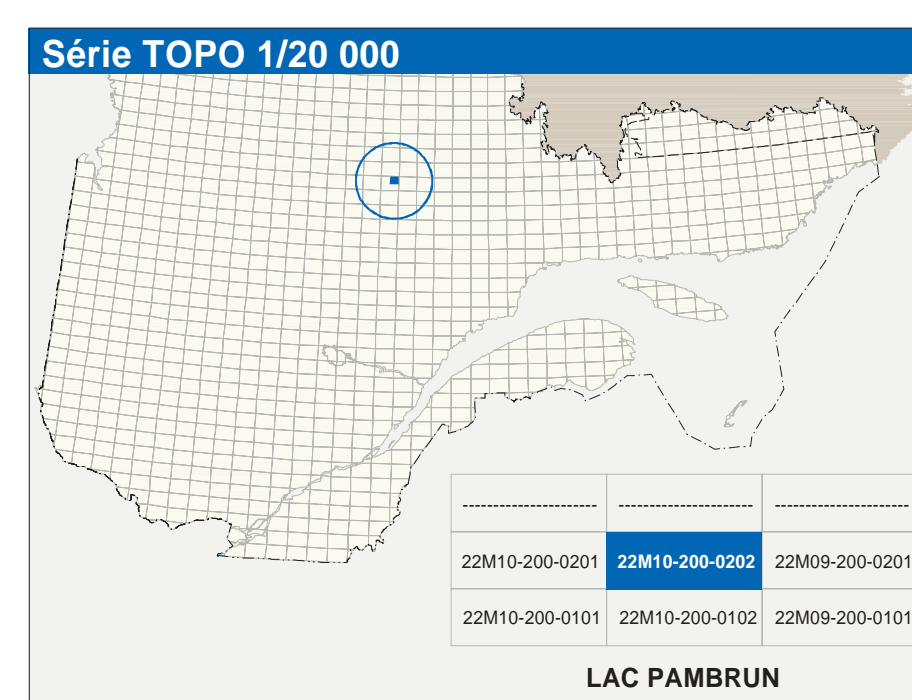 Série TOPO 1/20 000
---------------------- ---------------------- ----------------------
22M10-200-0201 22M10-200-0202 22M09-200-0201
22M10-200-0101 22M10-200-0102 22M09-200-0101
LAC PAMBRUN